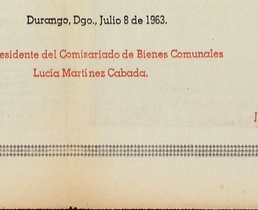 Durango, Dgo., Julio 8 de 1963.
esidente del Comisariado de Bienes Comunales
Lucía Martínez Cabada.
J